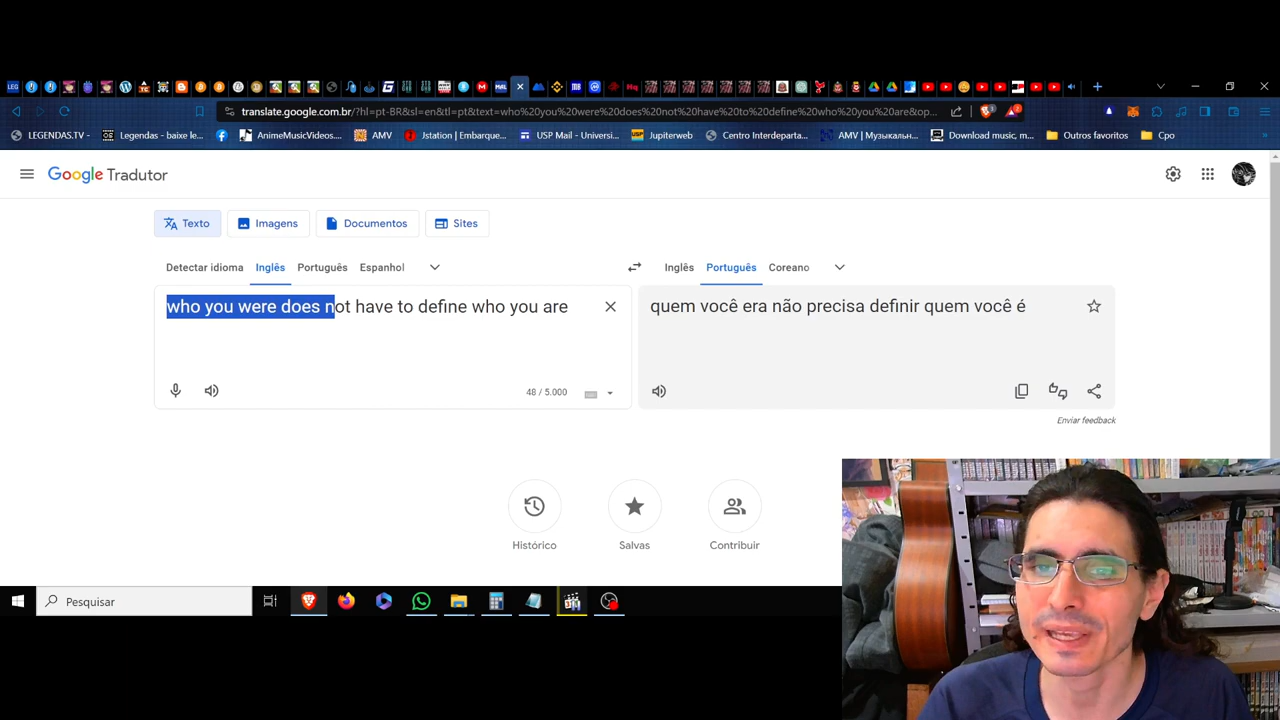 LEG
MAL
translate.google.com.br/?hl=pt-BR&sl=en&tl=pt&text=who%20you%20were%20does%20not%20have%20to%20define%20who%20you%20are&op...
LEGENDAS.TV -
Legendas - baixe le...
AnimeMusicVideos....
AMV
Jstation | Embarque...
USP Mail - Universi...
Jupiterweb
Centro Interdeparta...
AMV | Музыкальн...
Download music, m...
Outros favoritos
Cpo
Google Tradutor
Texto
Imagens
Documentos
Sites
Detectar idioma
Inglês
Português
Espanhol
Inglês
Português
Coreano
who you were does not have to define who you are
quem você era não precisa definir quem você é
48 / 5.000
Enviar feedback
Histórico
Salvas
Contribuir
Pesquisar